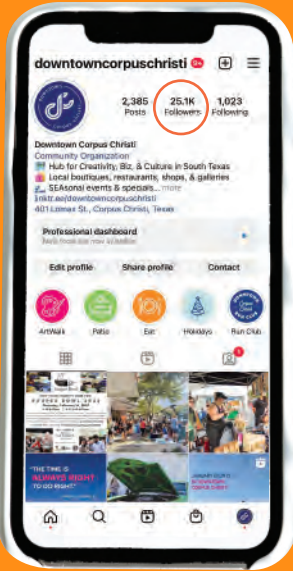 downtowncorpuschristi 9+
2,385 25.1K 1,023
Posts Followers Following
Downtown Corpus Christi
Community Organization
Hub for Creativity, Biz, & Culture in South Texas
Local boutiques, restaurants, shops, & galleries
SEAsonal events & specials... more
linktr.ee/downtowncorpuschristi
401 Lomax St., Corpus Christi, Texas
Professional dashboard
Edit profile Share profile Contact
ArtWalk Patio Eat Holidays Run Club
"THE TIME IS
ALWAYS RIGHT
TO DO RIGHT"